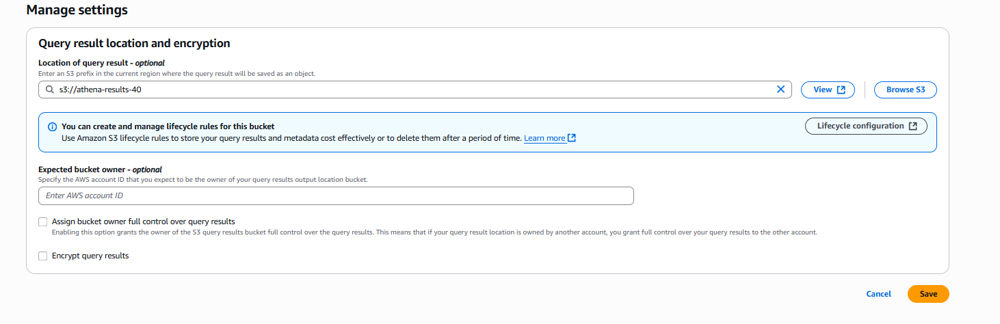 Manage settings
Query result location and encryption
Location of query result - optional
Enter an S3 prefix in the current region where the query result will be saved as an object.
s3://athena-results-40
View
Browse S3
You can create and manage lifecycle rules for this bucket
Lifecycle configuration
Use Amazon S3 lifecycle rules to store your query results and metadata cost effectively or to delete them after a period of time. Learn more
Expected bucket owner - optional
Specify the AWS account ID that you expect to be the owner of your query results output location bucket.
Enter AWS account ID
Assign bucket owner full control over query results
Enabling this option grants the owner of the S3 query results bucket full control over the query results. This means that if your query result location is owned by another account, you grant full control over your query results to the other account.
Encrypt query results
Cancel
Save